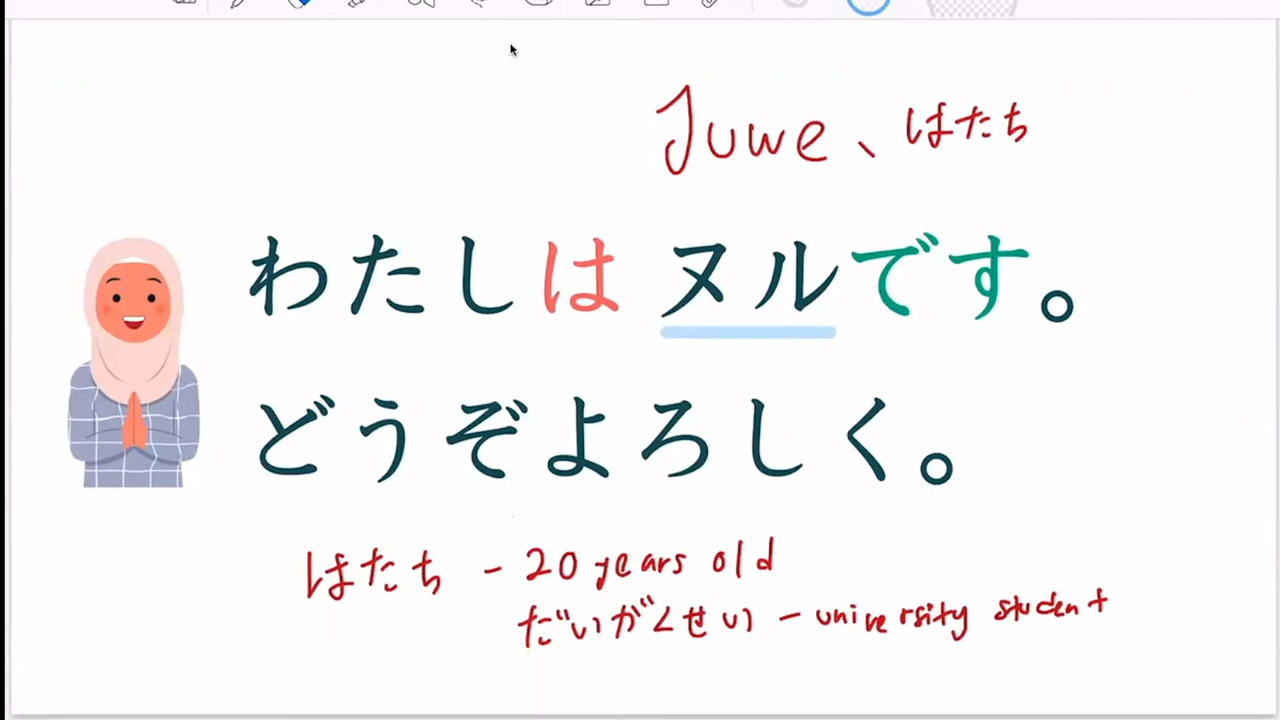 Juwe、はたち
わたしは ヌルです。
どうぞよろしく。
はたち - 20 years old
だいがくせい - university student